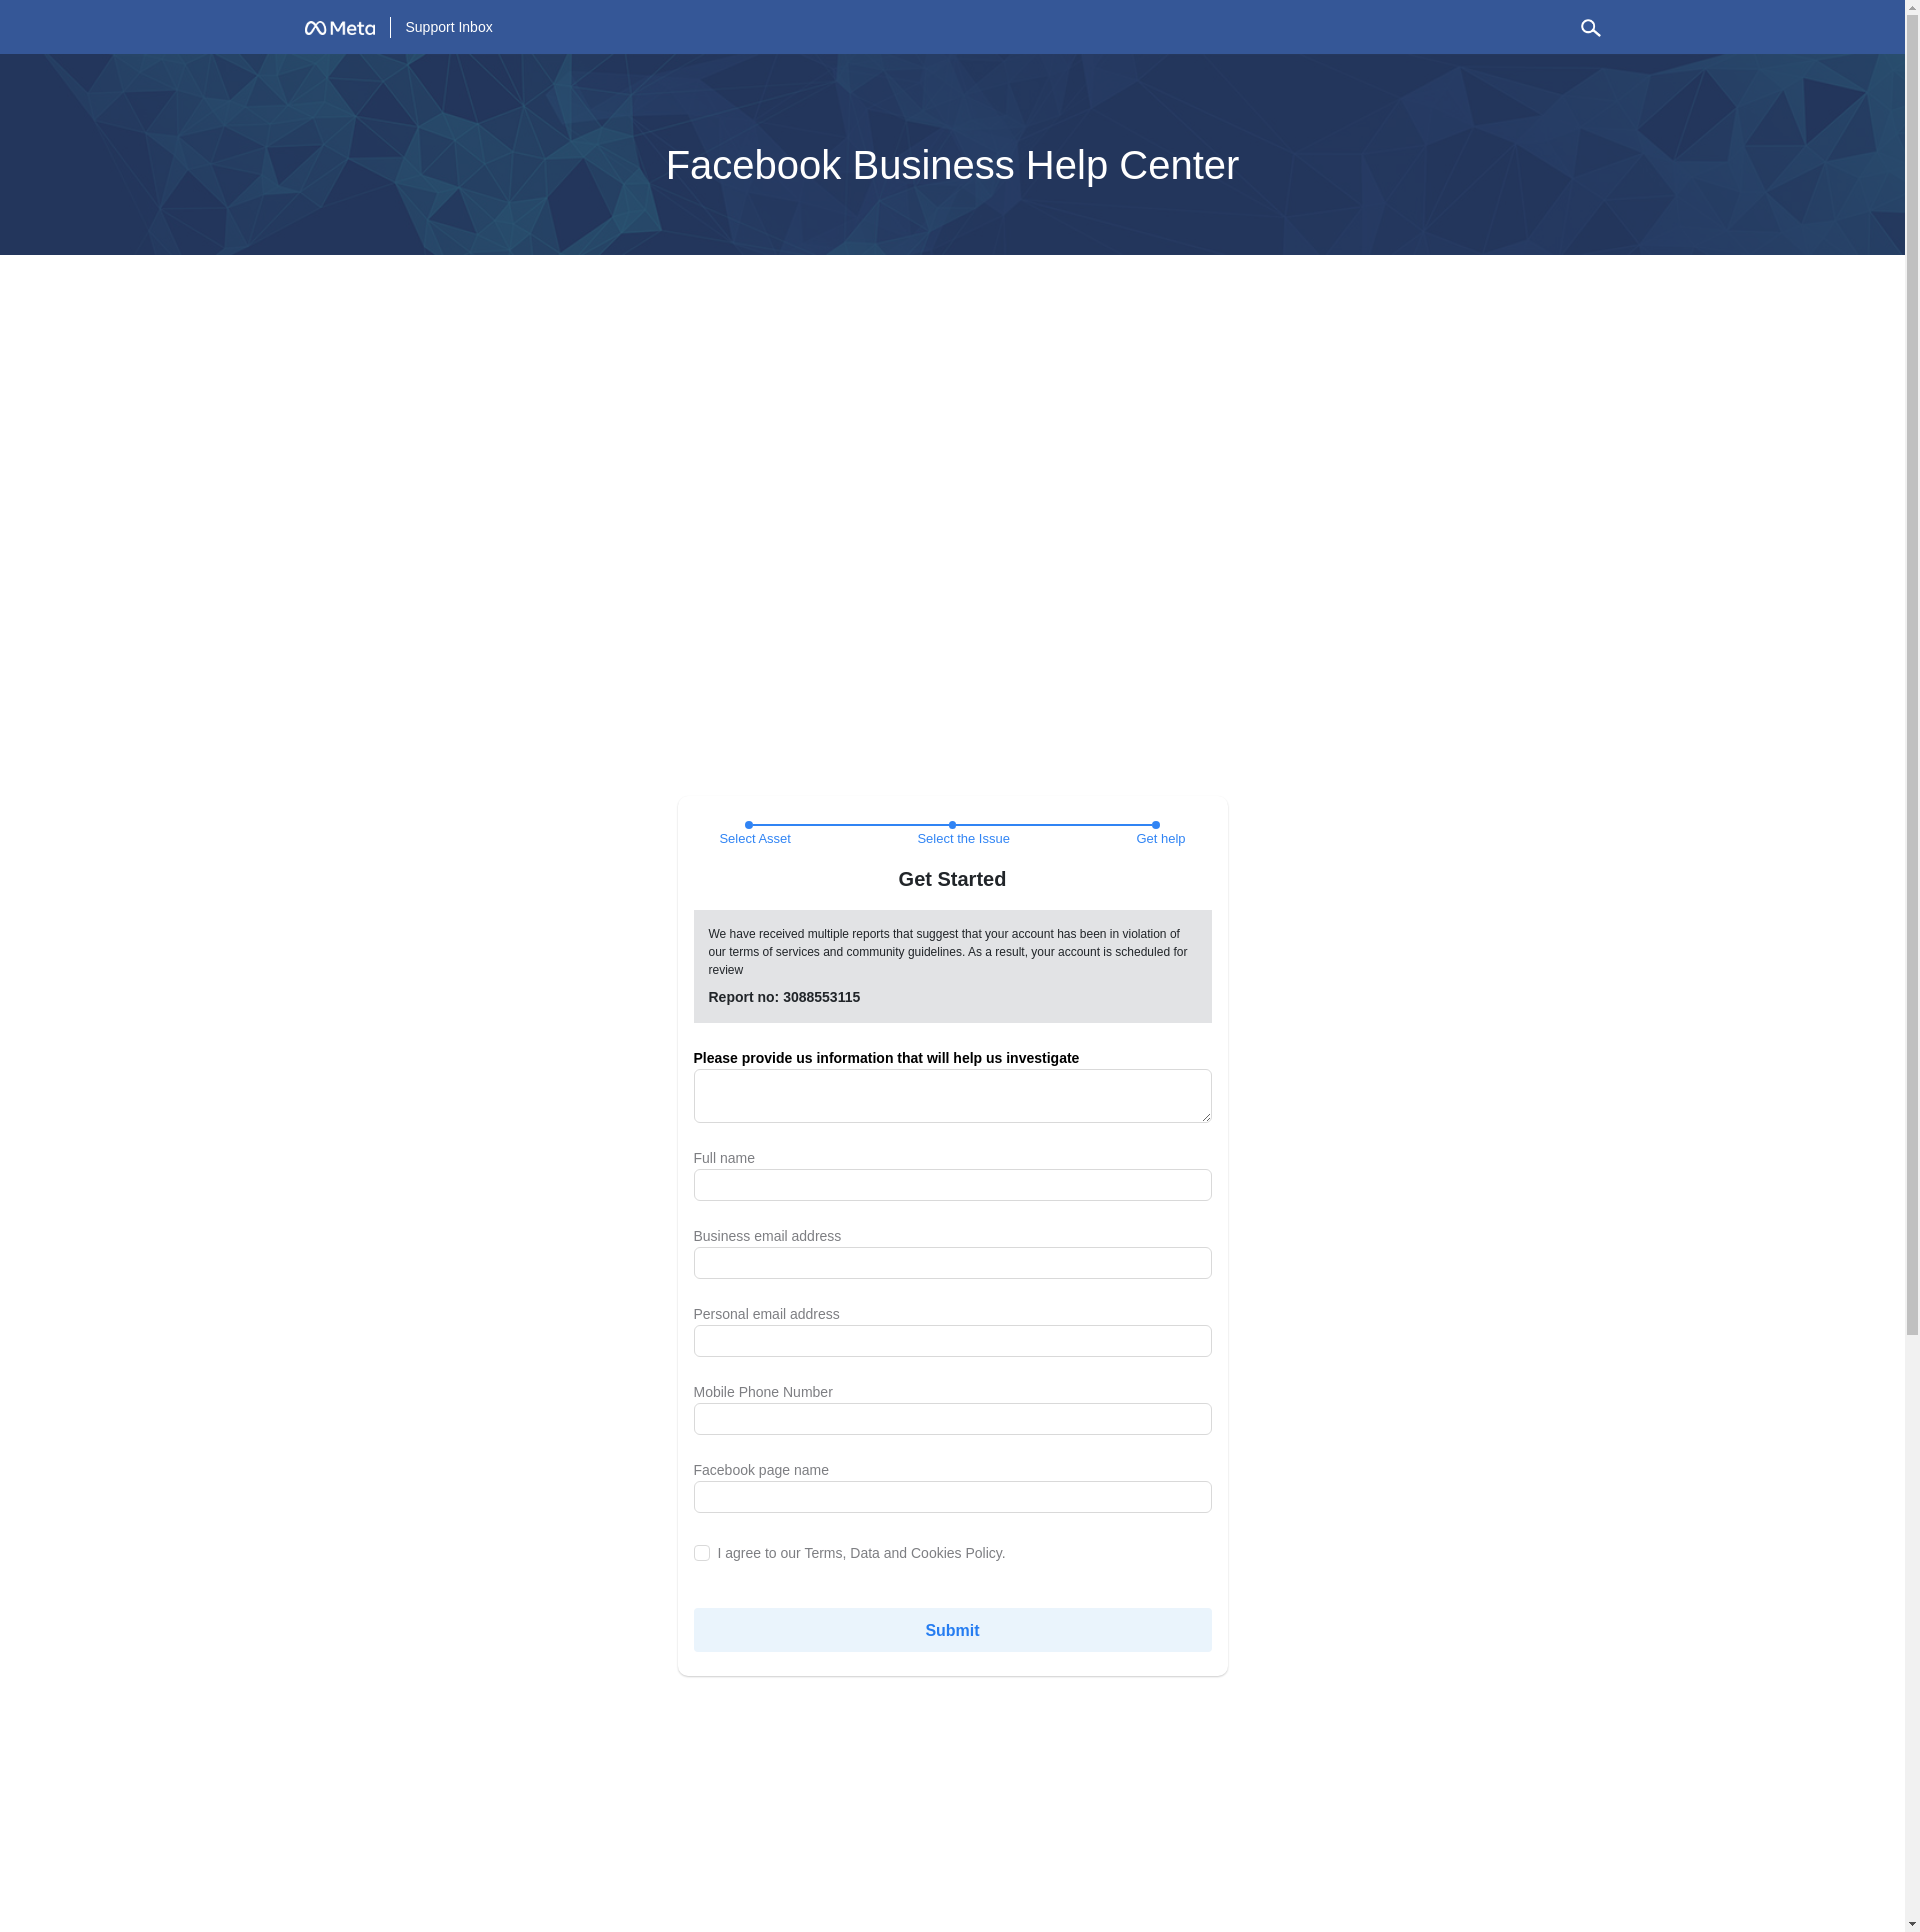 Meta
Support Inbox
Facebook Business Help Center
Select Asset
Select the Issue
Get help
Get Started
We have received multiple reports that suggest that your account has been in violation of
our terms of services and community guidelines. As a result, your account is scheduled for
review
Report no: 3088553115
Please provide us information that will help us investigate
Full name
Business email address
Personal email address
Mobile Phone Number
Facebook page name
I agree to our Terms, Data and Cookies Policy.
Submit